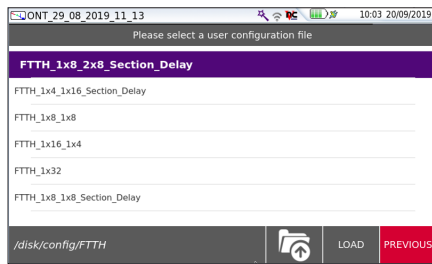 ONT_29_08_2019_11_13
10:03 20/09/2019
Please select a user configuration file
FTTH_1x8_2x8_Section_Delay
FTTH_1x4_1x16_Section_Delay
FTTH_1x8_1x8
FTTH_1x16_1x4
FTTH_1x32
FTTH_1x8_1x8_Section_Delay
/disk/config/FTTH
LOAD
PREVIOUS